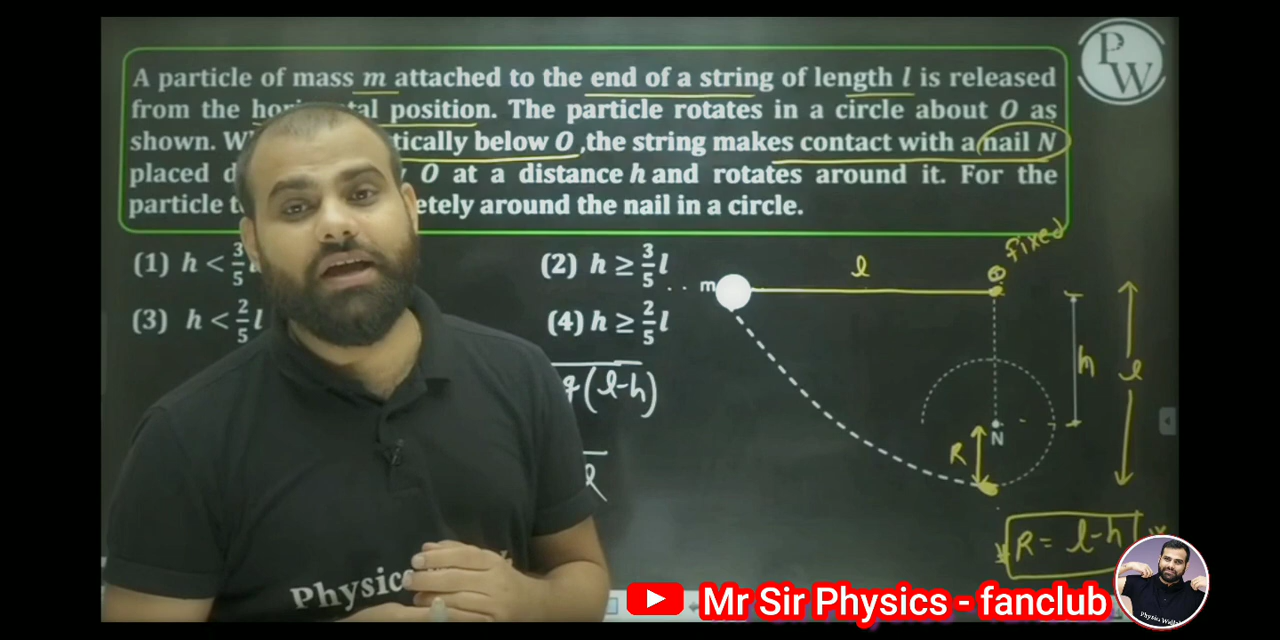 A particle of mass m attached to the end of a string of length l is released
from the horizontal position. The particle rotates in a circle about O as
shown. tically below O ,the string makes contact with a nail N
placed O at a distance h and rotates around it. For the
particle etely around the nail in a circle.
P
W
(1) h < 3/5
(2) h ≥ 3/5 l
(3) h < 2/5 l
(4) h ≥ 2/5 l
fixed
m
l
h
l
N
R
(l-h)
l
R = l-h
Physics
Mr Sir Physics - fanclub